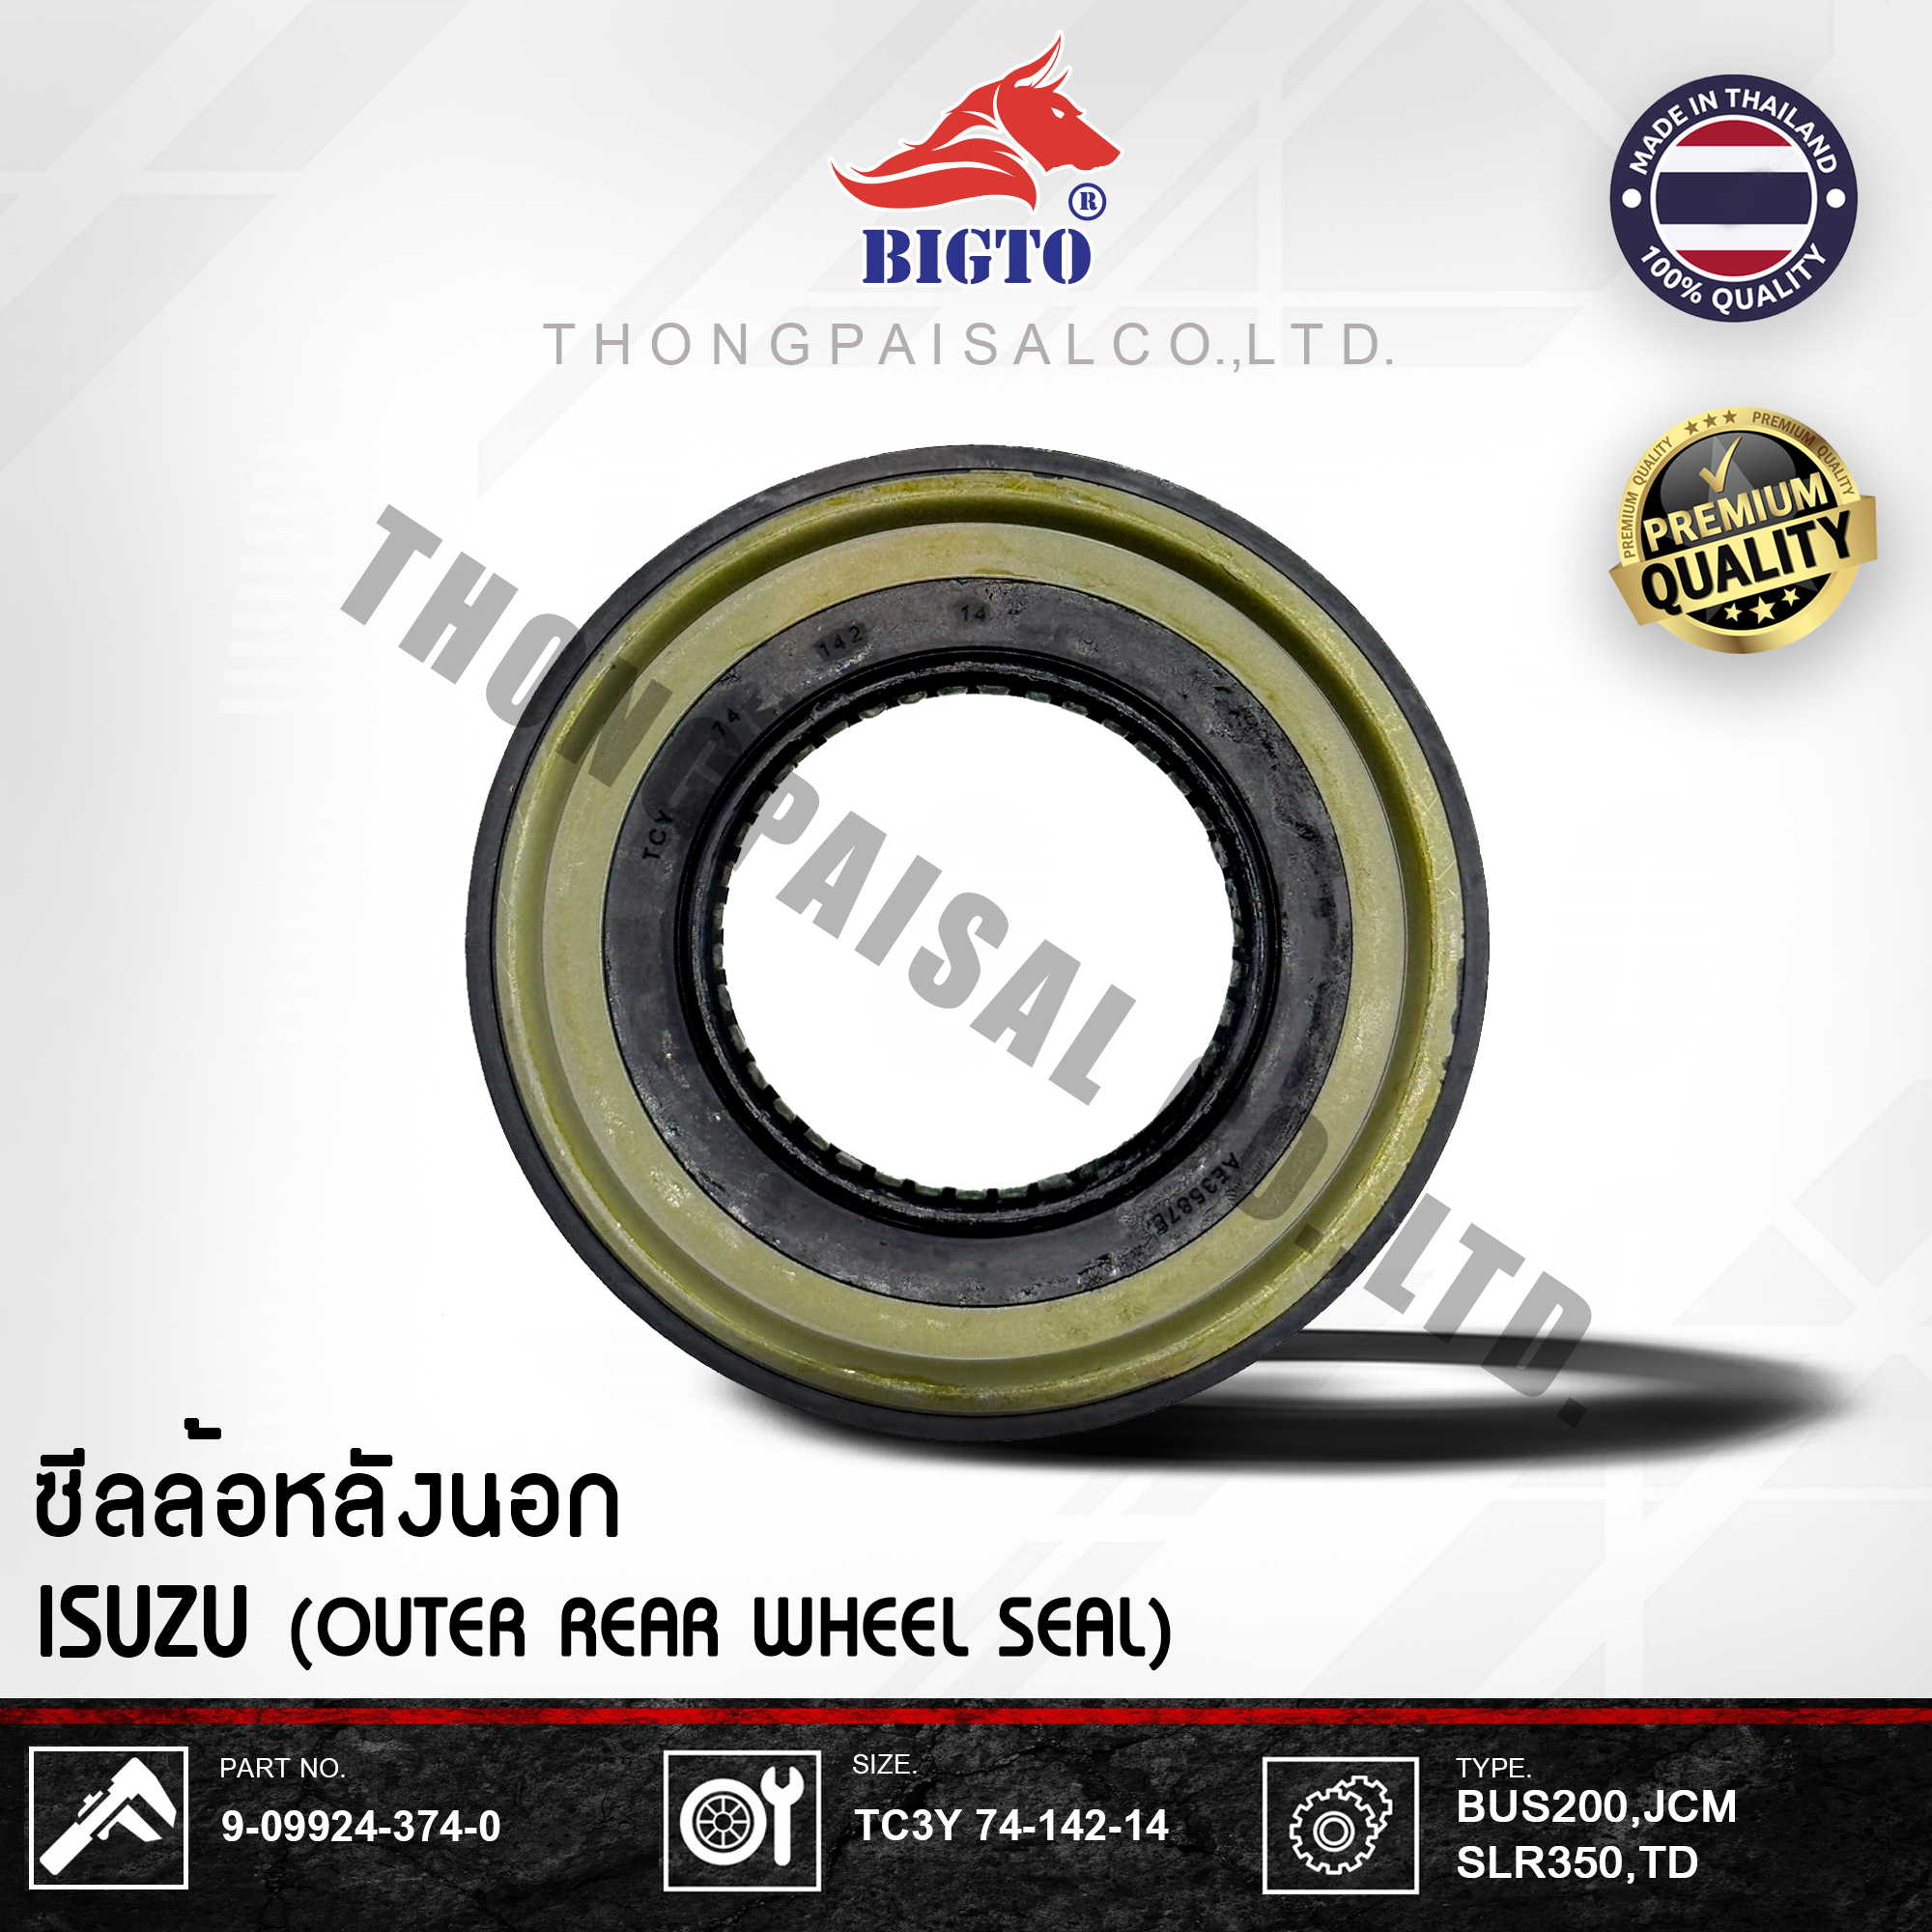 BIGTO
®
THONGPAISALCO.,LTD.
MADE IN THAILAND
100% QUALITY
PREMIUM QUALITY
PREMIUM QUALITY
PREMIUM
QUALITY
THONGPAISAL CO.,LTD.
TCY 74 142 14
AE3587E
ซีลล้อหลังนอก
ISUZU (OUTER REAR WHEEL SEAL)
PART NO.
9-09924-374-0
SIZE.
TC3Y 74-142-14
TYPE.
BUS200,JCM
SLR350,TD